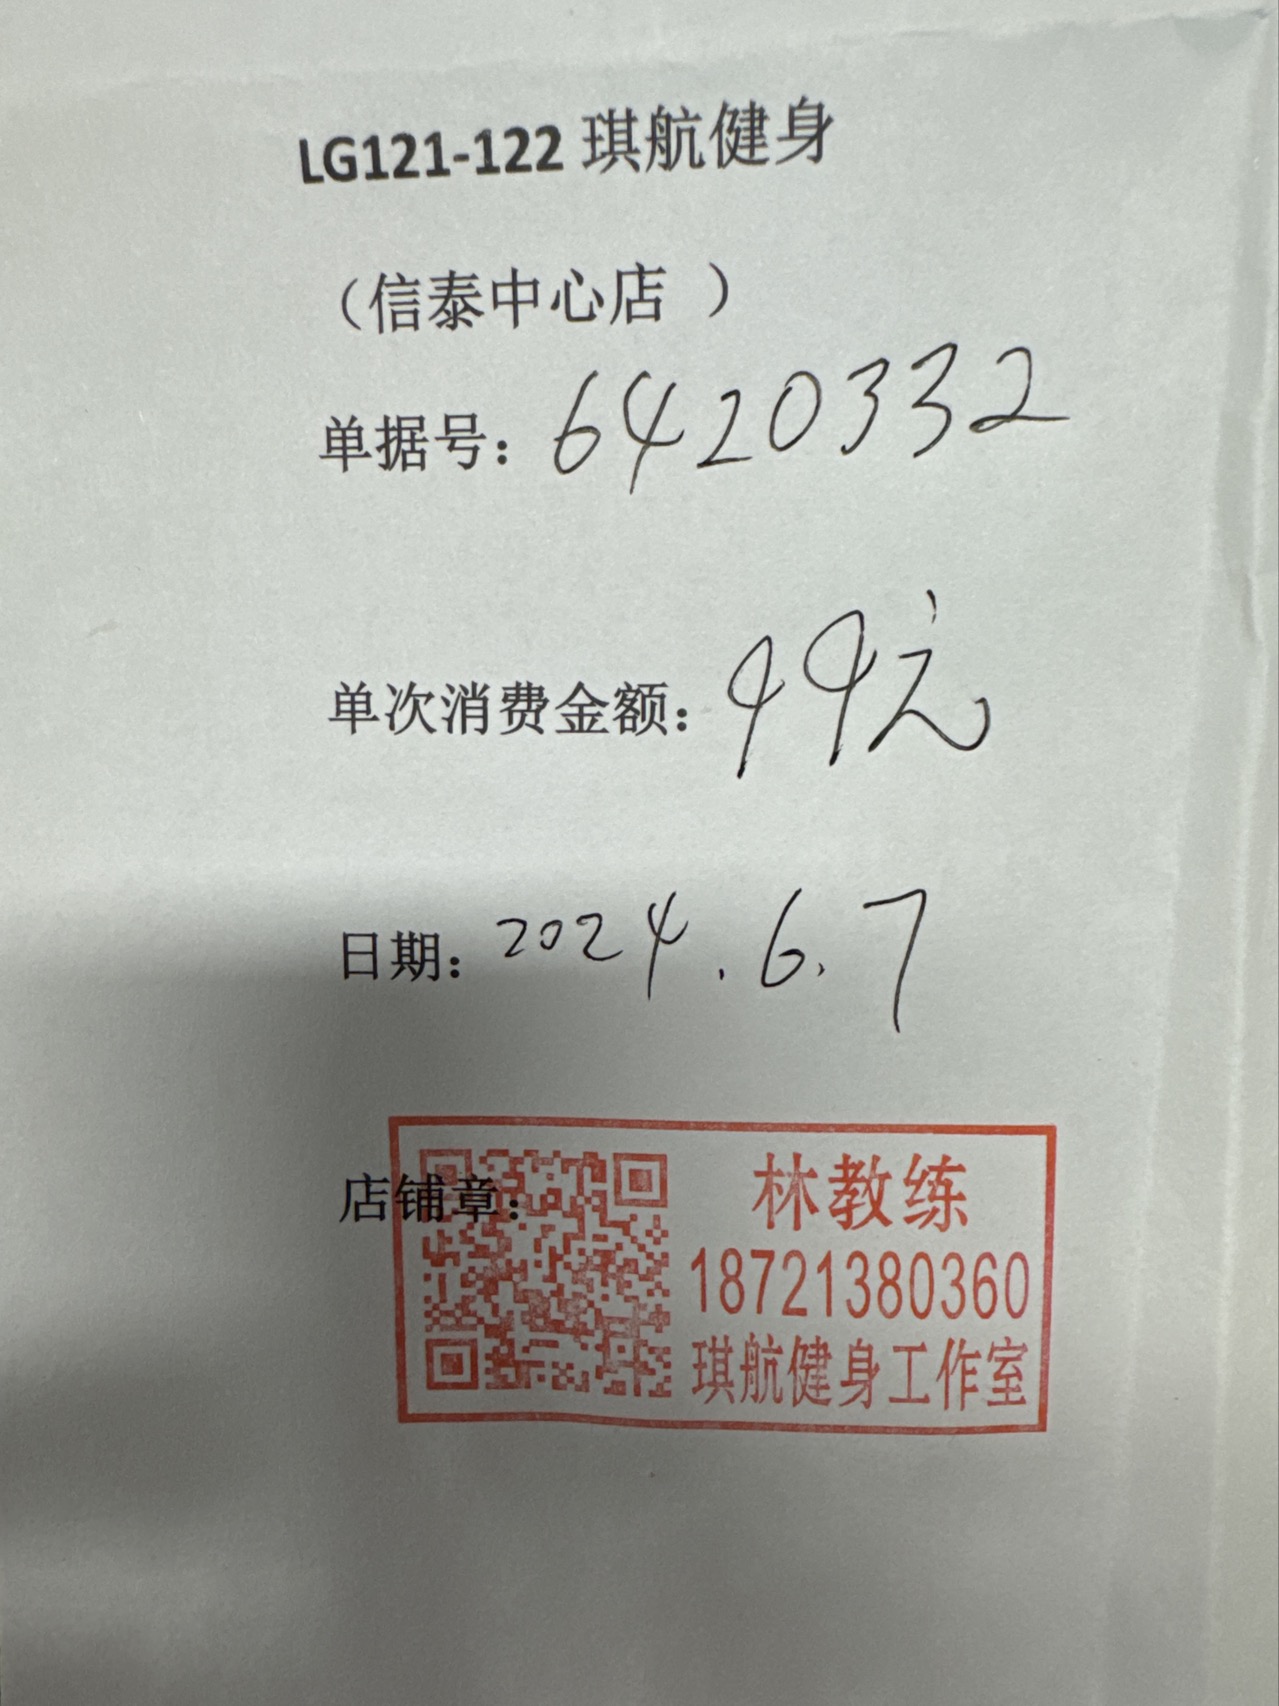 LG121-122 琪航健身
（信泰中心店 ）
单据号：6420332
单次消费金额：99元
日期：2024.6.7
店铺章：
林教练
18721380360
琪航健身工作室